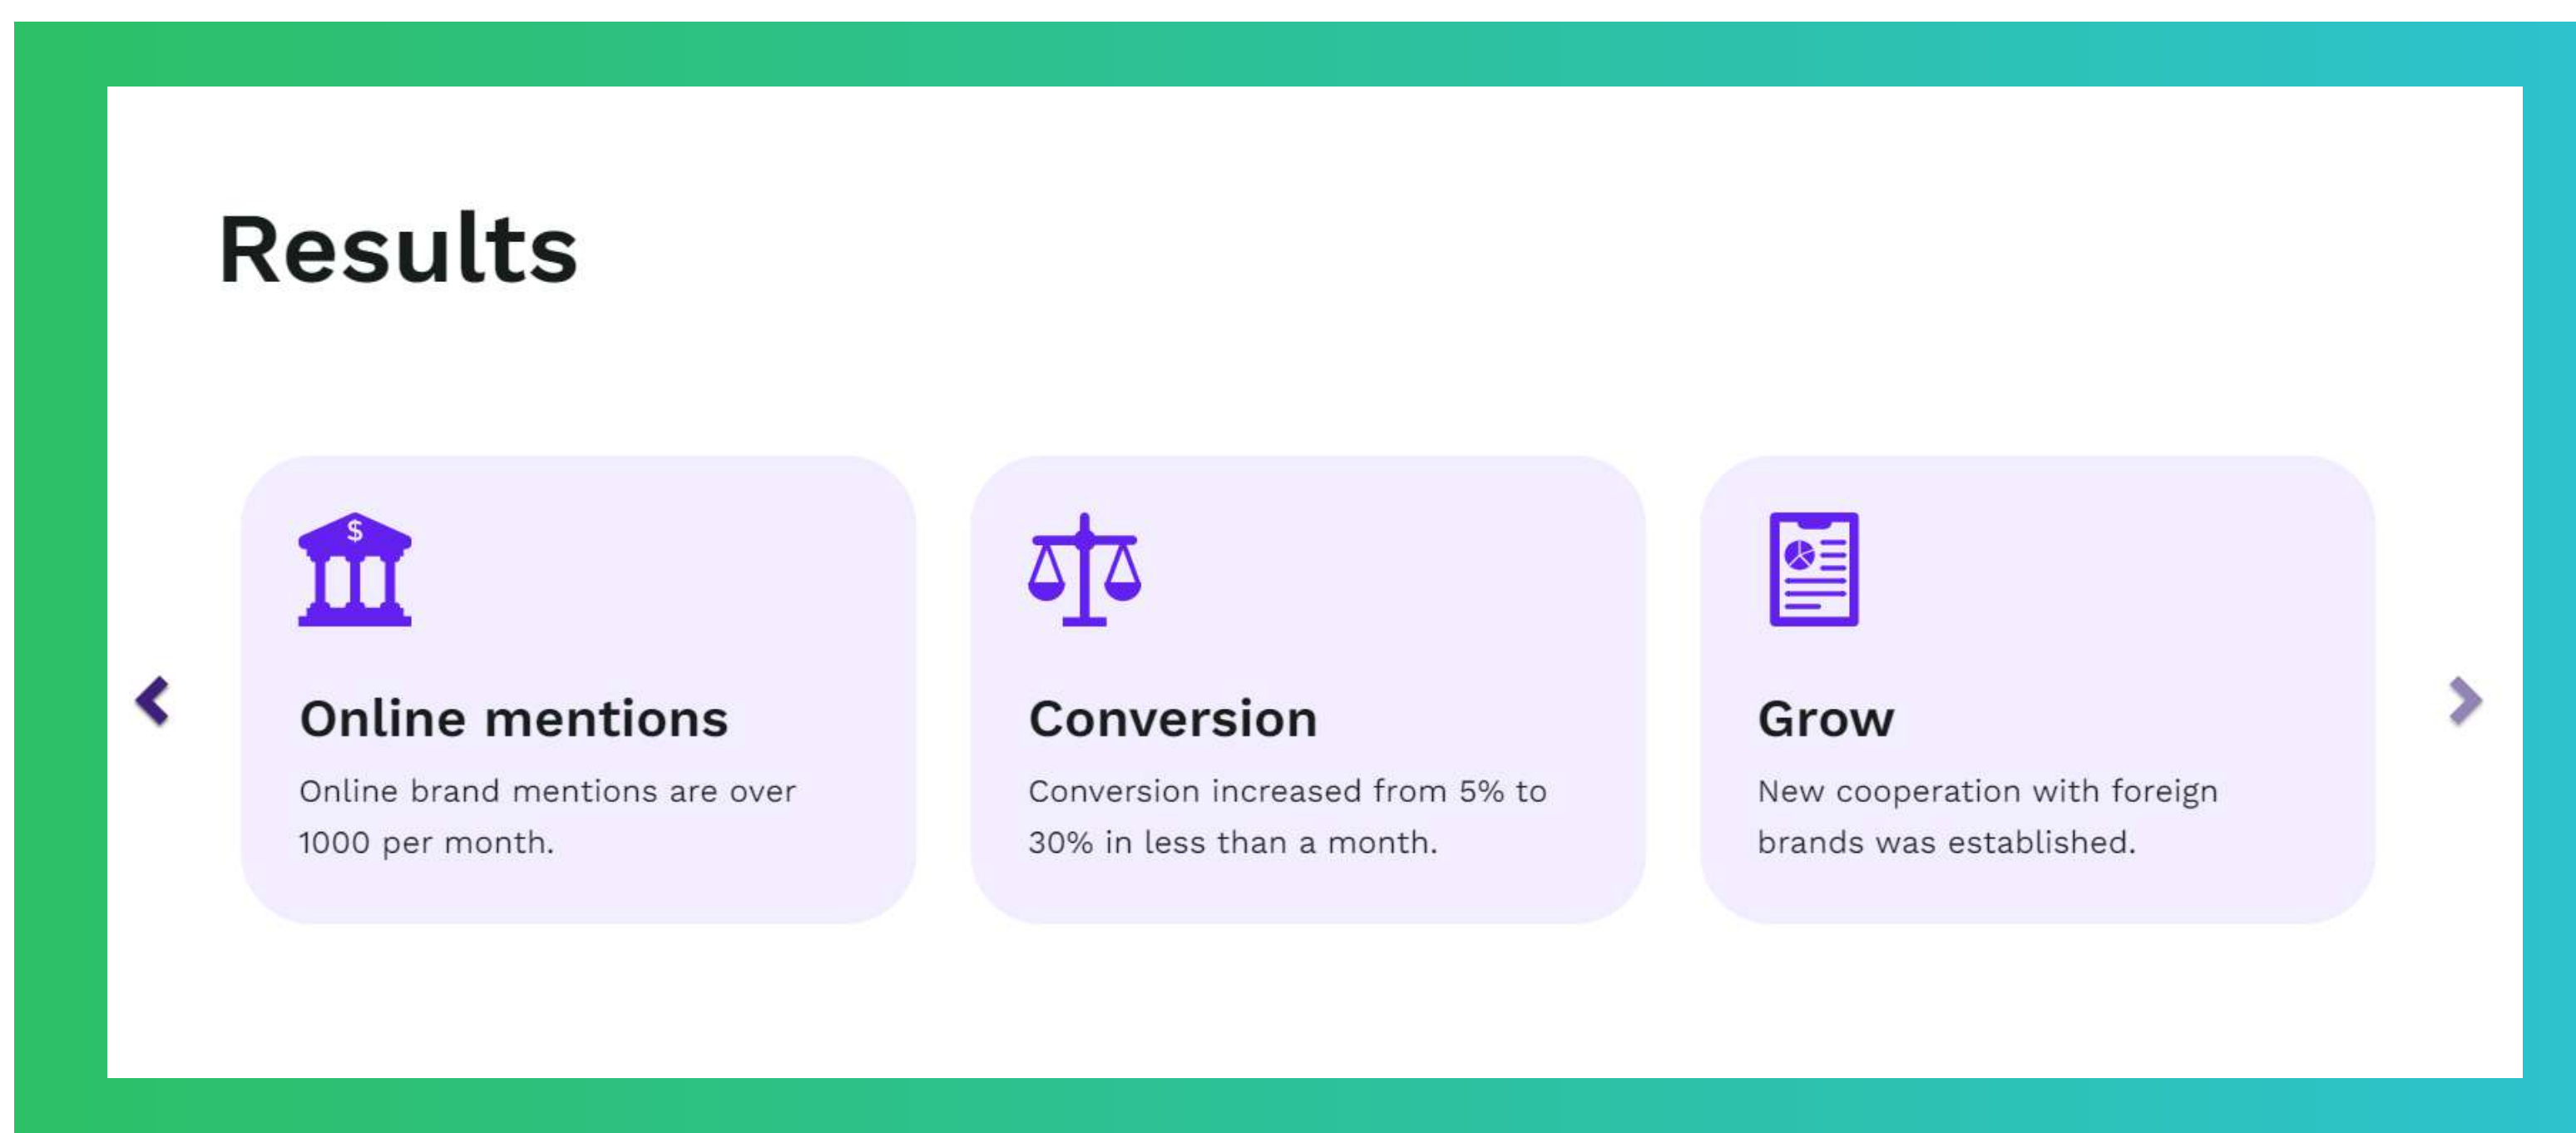 Results
$
Online mentions
Online brand mentions are over
1000 per month.
Conversion
Conversion increased from 5% to
30% in less than a month.
Grow
New cooperation with foreign
brands was established.